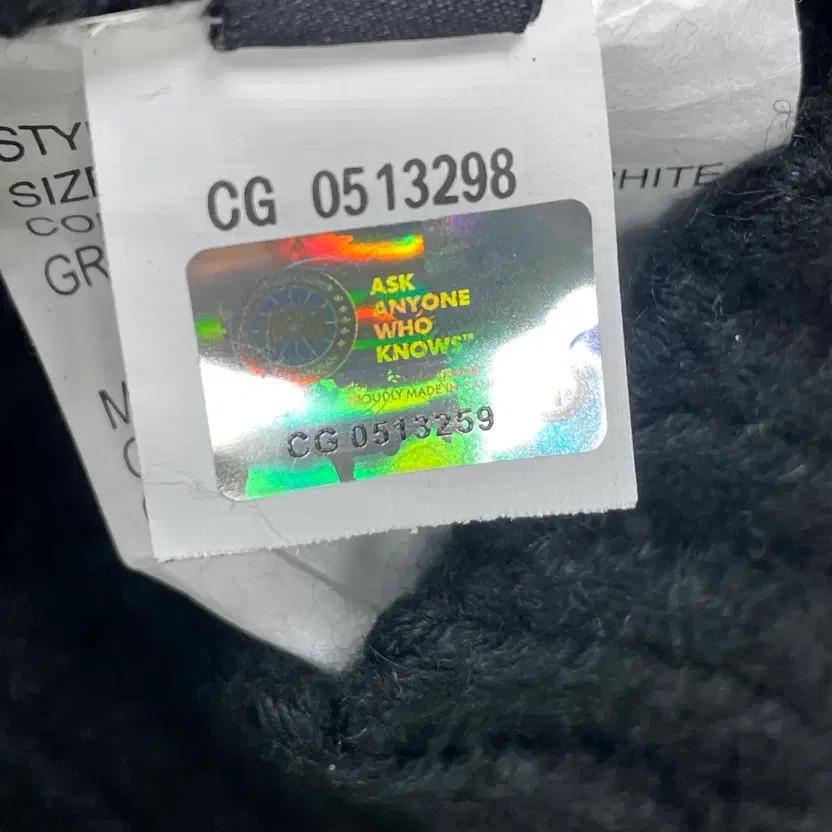 CG 0513298
ASK
ANYONE
WHO
KNOWS™
PROUDLY MADE IN CAN
CG 0513259
STY
SIZE
CO
GR
HITE